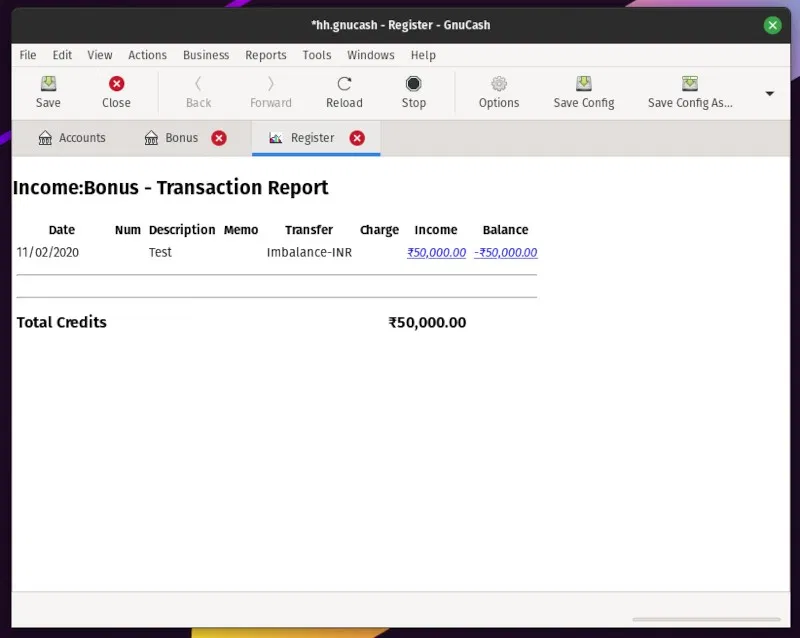 *hh.gnucash - Register - GnuCash
File Edit View Actions Business Reports Tools Windows Help
Save Close Back Forward Reload Stop Options Save Config Save Config As...
Accounts Bonus Register
Income:Bonus - Transaction Report
Date Num Description Memo Transfer Charge Income Balance
11/02/2020 Test Imbalance-INR ₹50,000.00 -₹50,000.00
Total Credits ₹50,000.00